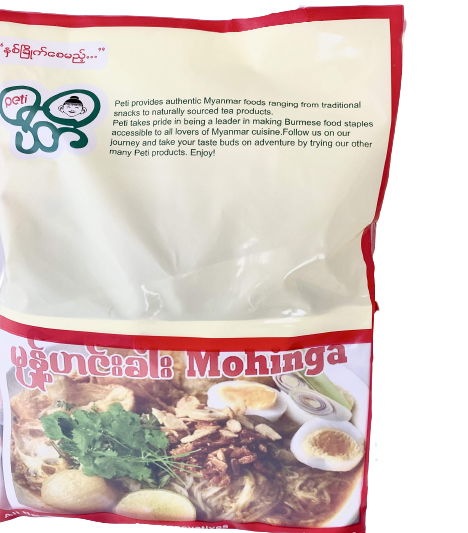 "နှစ်မြိုက်စေမည့်..."
peti
ပီတိ
Peti provides authentic Myanmar foods ranging from traditional
snacks to naturally sourced tea products.
Peti takes pride in being a leader in making Burmese food staples
accessible to all lovers of Myanmar cuisine.Follow us on our
journey and take your taste buds on adventure by trying our other
many Peti products. Enjoy!
မုန့်ဟင်းခါး Mohinga